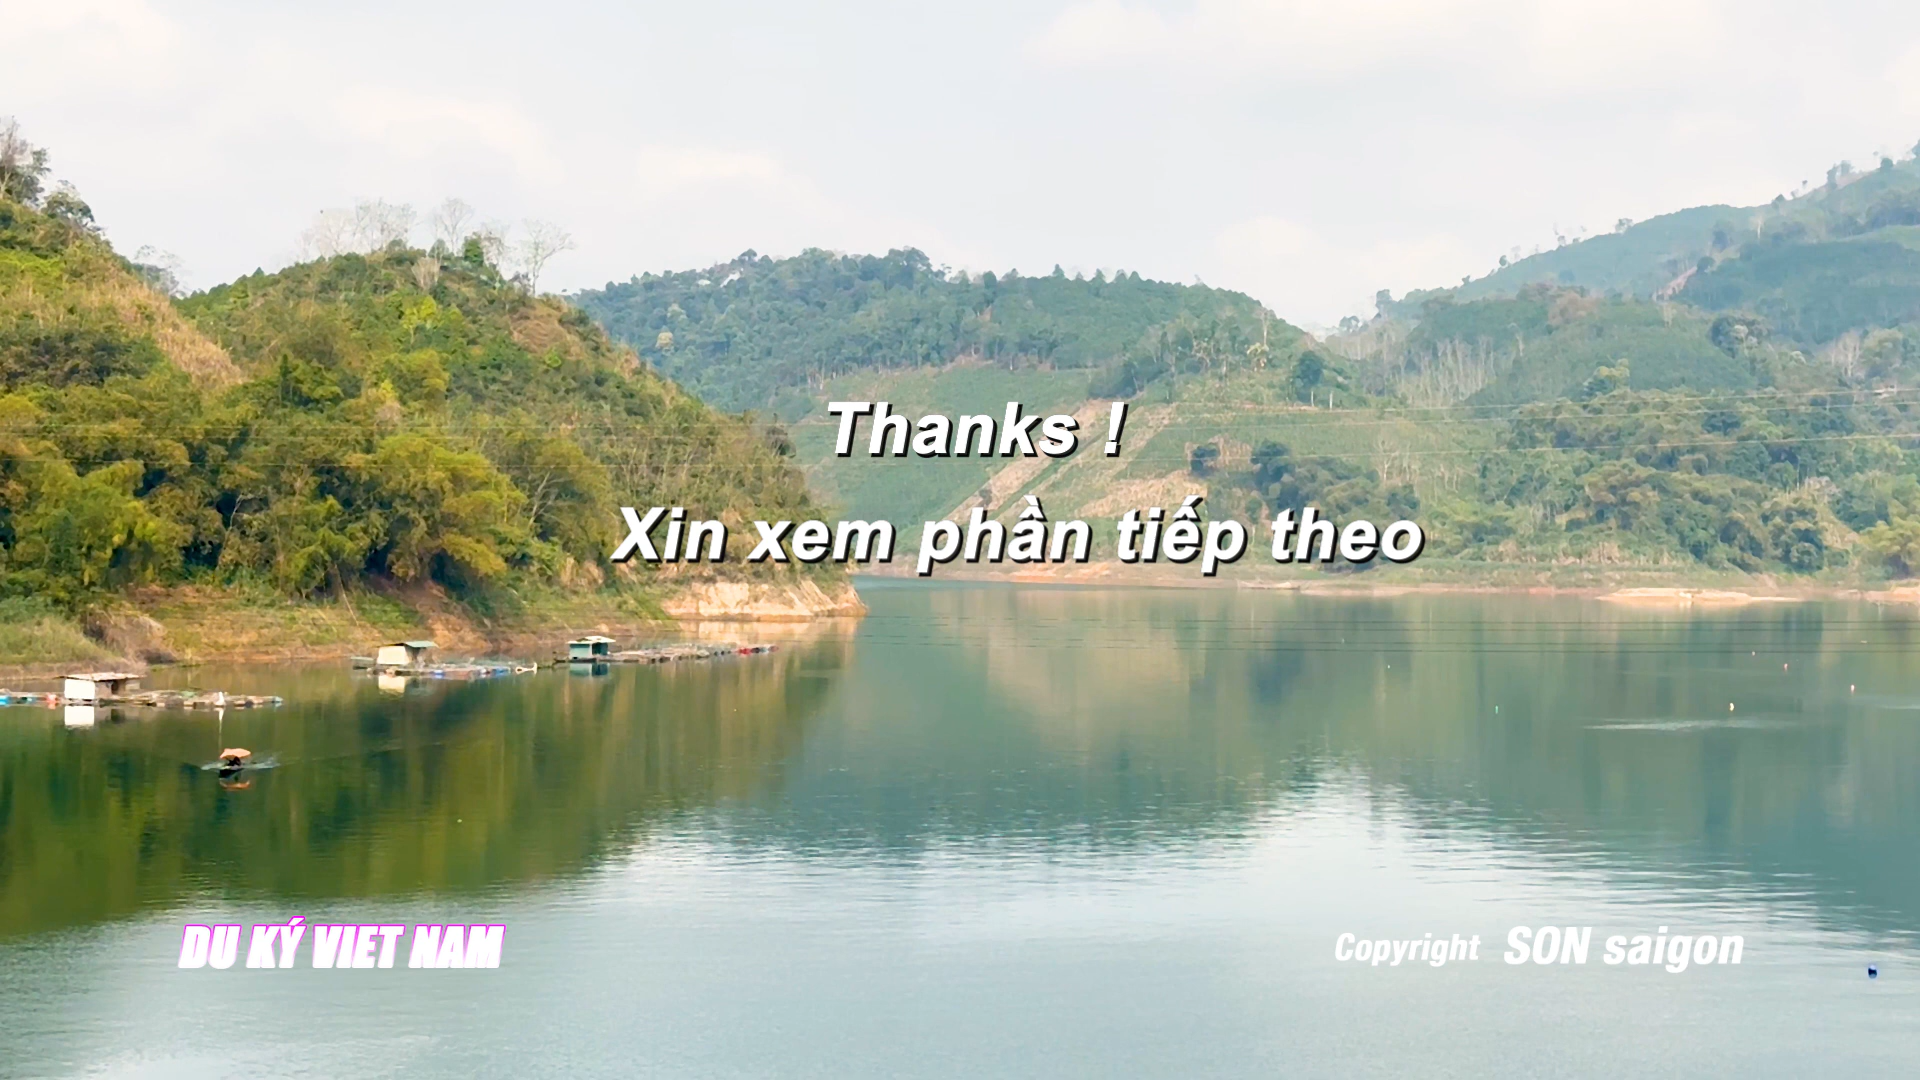 Thanks !
Xin xem phần tiếp theo
DU KÝ VIET NAM
Copyright SON saigon